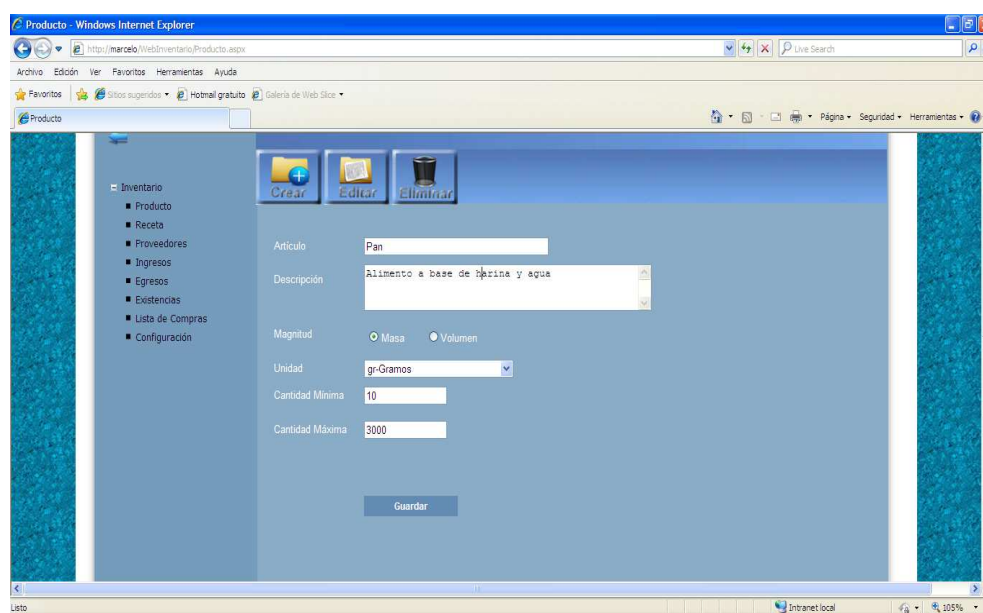 Producto - Windows Internet Explorer
http://marcelo/WebInventario/Producto.aspx
Live Search
Archivo Edición Ver Favoritos Herramientas Ayuda
Favoritos Sitios sugeridos Hotmail gratuito Galería de Web Slice
Producto
Página Seguridad Herramientas
Crear Editar Eliminar
Inventario
Producto
Receta
Proveedores
Ingresos
Egresos
Existencias
Lista de Compras
Configuración
Artículo Pan
Descripción Alimento a base de harina y agua
Magnitud Masa Volumen
Unidad gr-Gramos
Cantidad Mínima 10
Cantidad Máxima 3000
Guardar
Listo Intranet local 105%